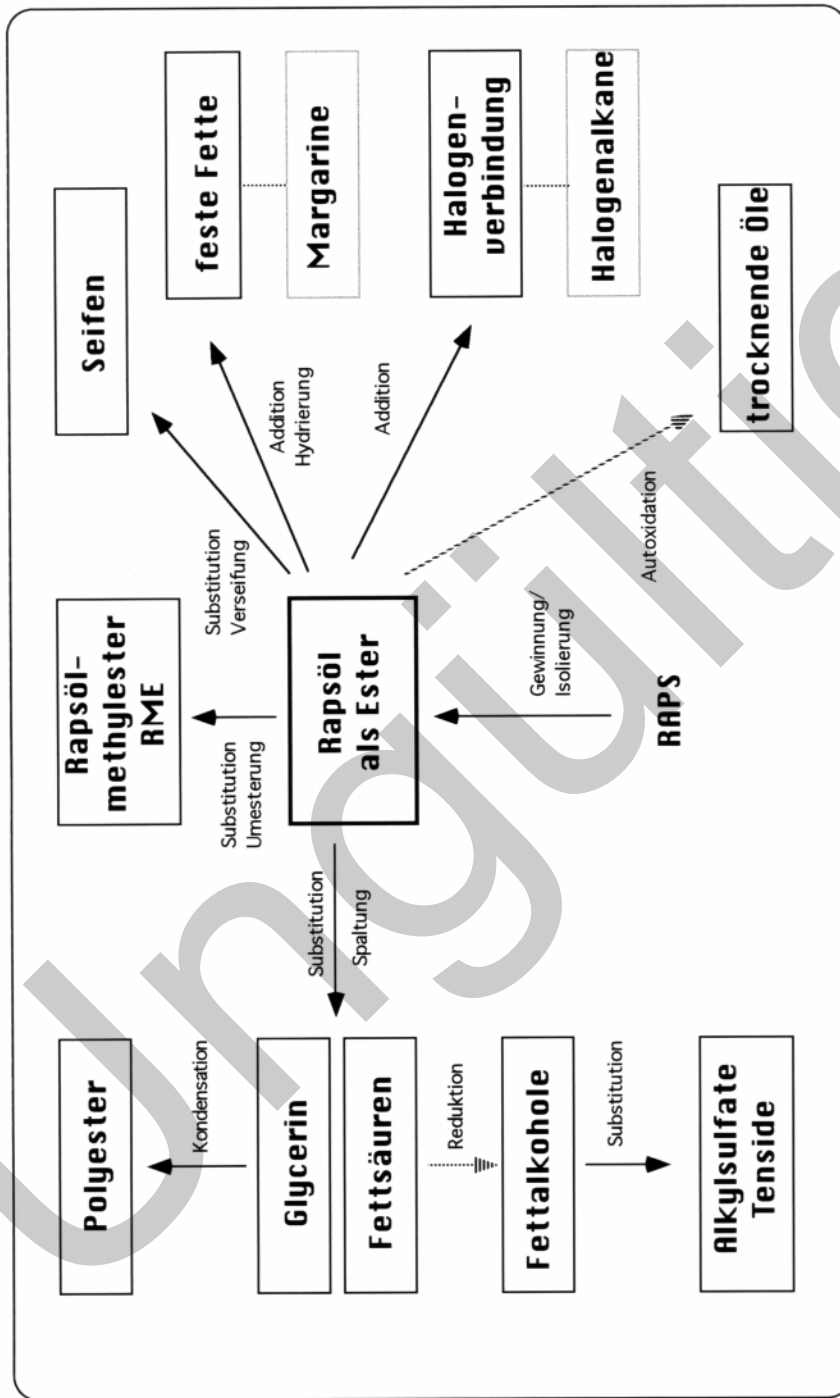 Polyester
Kondensation
Glycerin
Fettsäuren
Reduktion
Fettalkohole
Substitution
Alkylsulfate
Tenside
Substitution
Spaltung
Rapsöl-
methylester
RME
Substitution
Umesterung
Rapsöl
als Ester
Gewinnung/
Isolierung
RAPS
Substitution
Verseifung
Seifen
Addition
Hydrierung
feste Fette
Margarine
Addition
Halogen-
verbindung
Halogenalkane
Autoxidation
trocknende Öle
Ungültig